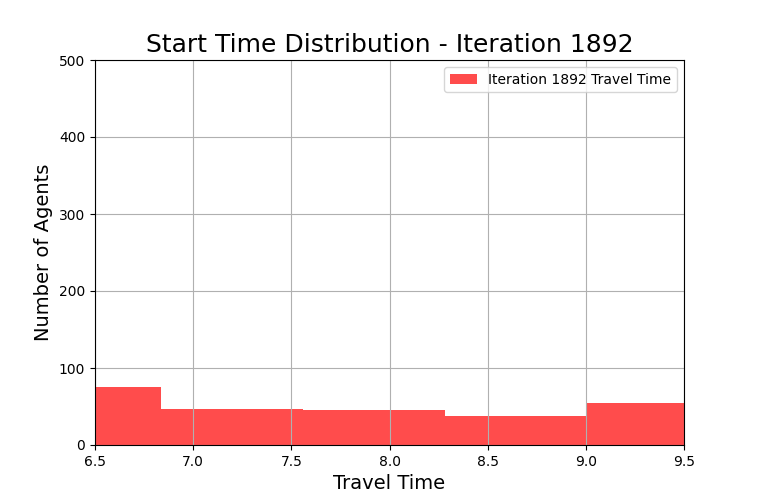 Start Time Distribution - Iteration 1892
Iteration 1892 Travel Time
Number of Agents
500
400
300
200
100
0
6.5 7.0 7.5 8.0 8.5 9.0 9.5
Travel Time